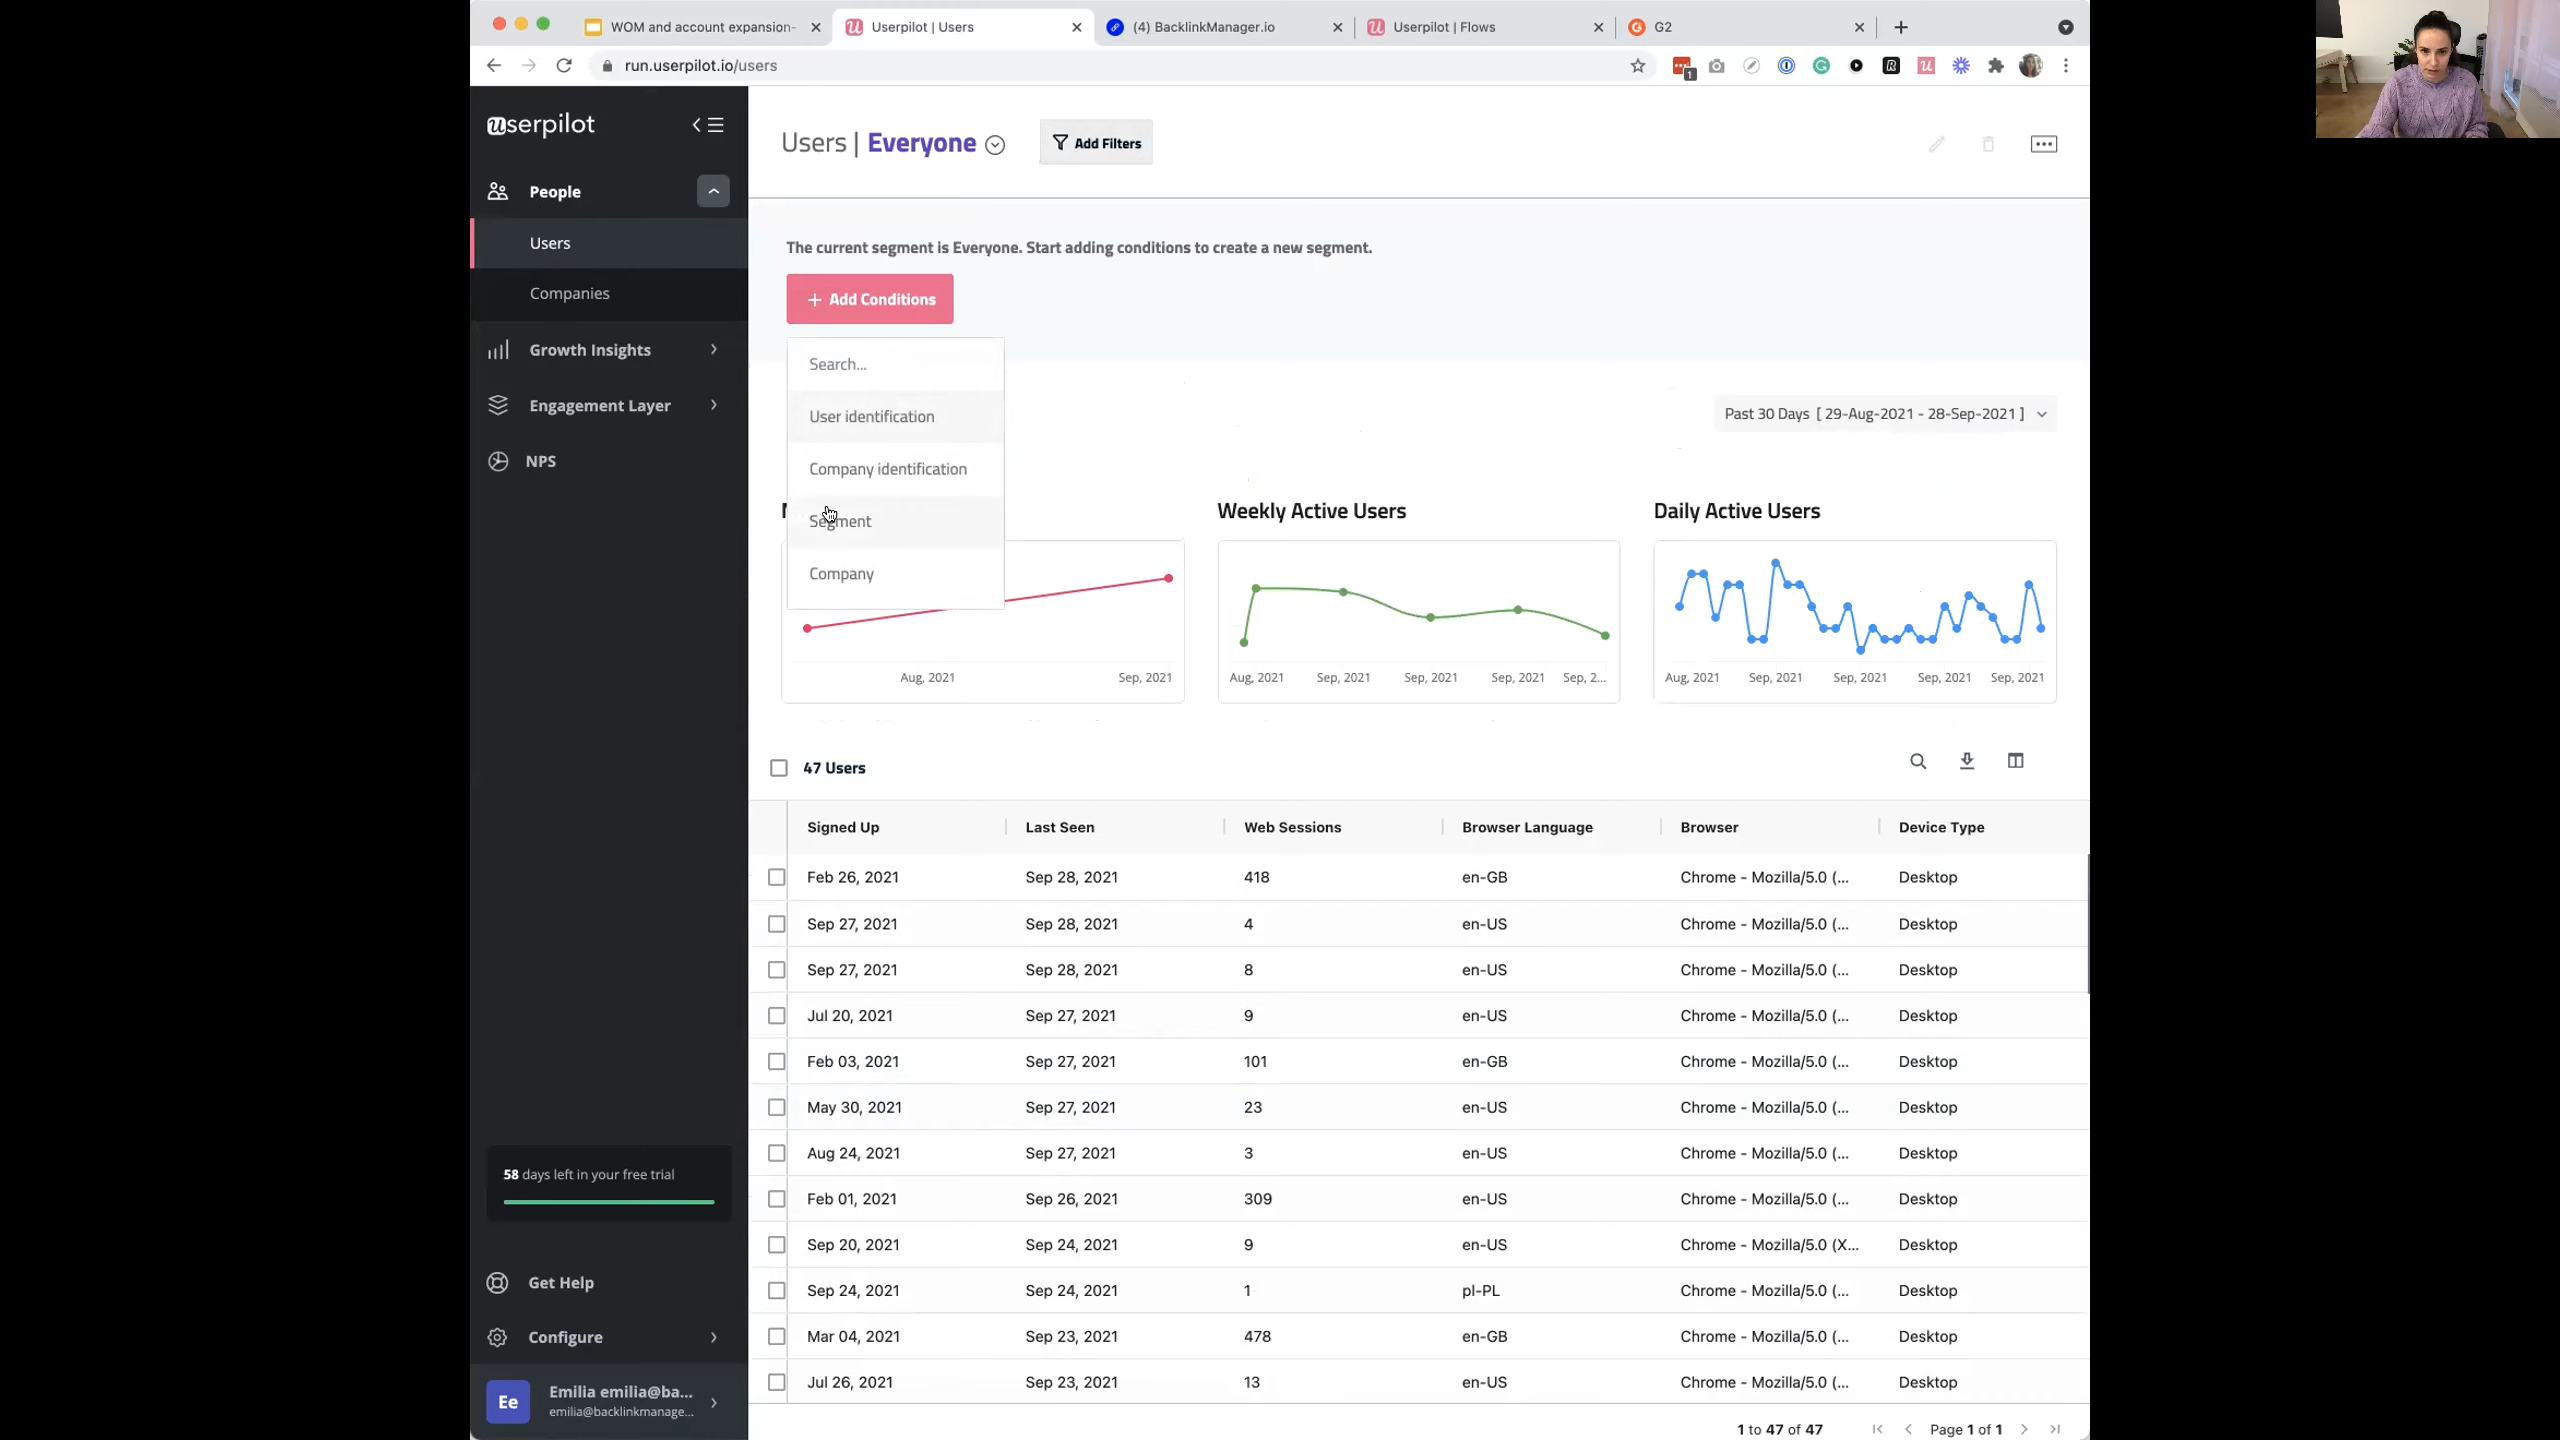 WOM and account expansion-
Userpilot | Users
(4) BacklinkManager.io
Userpilot | Flows
G2
run.userpilot.io/users
1
userpilot
People
Users
Companies
Growth Insights
Engagement Layer
NPS
58 days left in your free trial
Get Help
Configure
Ee
Emilia emilia@ba...
emilia@backlinkmanage...
Users | Everyone
Add Filters
The current segment is Everyone. Start adding conditions to create a new segment.
+ Add Conditions
Search...
User identification
Company identification
Segment
Company
Past 30 Days [ 29-Aug-2021 - 28-Sep-2021 ]
Weekly Active Users
Daily Active Users
Aug, 2021 Sep, 2021
Aug, 2021 Sep, 2021 Sep, 2021 Sep, 2021 Sep, 2...
Aug, 2021 Sep, 2021 Sep, 2021 Sep, 2021 Sep, 2021
47 Users
Signed Up Last Seen Web Sessions Browser Language Browser Device Type
Feb 26, 2021 Sep 28, 2021 418 en-GB Chrome - Mozilla/5.0 (... Desktop
Sep 27, 2021 Sep 28, 2021 4 en-US Chrome - Mozilla/5.0 (... Desktop
Sep 27, 2021 Sep 28, 2021 8 en-US Chrome - Mozilla/5.0 (... Desktop
Jul 20, 2021 Sep 27, 2021 9 en-US Chrome - Mozilla/5.0 (... Desktop
Feb 03, 2021 Sep 27, 2021 101 en-GB Chrome - Mozilla/5.0 (... Desktop
May 30, 2021 Sep 27, 2021 23 en-US Chrome - Mozilla/5.0 (... Desktop
Aug 24, 2021 Sep 27, 2021 3 en-US Chrome - Mozilla/5.0 (... Desktop
Feb 01, 2021 Sep 26, 2021 309 en-US Chrome - Mozilla/5.0 (... Desktop
Sep 20, 2021 Sep 24, 2021 9 en-US Chrome - Mozilla/5.0 (X... Desktop
Sep 24, 2021 Sep 24, 2021 1 pl-PL Chrome - Mozilla/5.0 (... Desktop
Mar 04, 2021 Sep 23, 2021 478 en-GB Chrome - Mozilla/5.0 (... Desktop
Jul 26, 2021 Sep 23, 2021 13 en-US Chrome - Mozilla/5.0 (... Desktop
1 to 47 of 47 Page 1 of 1